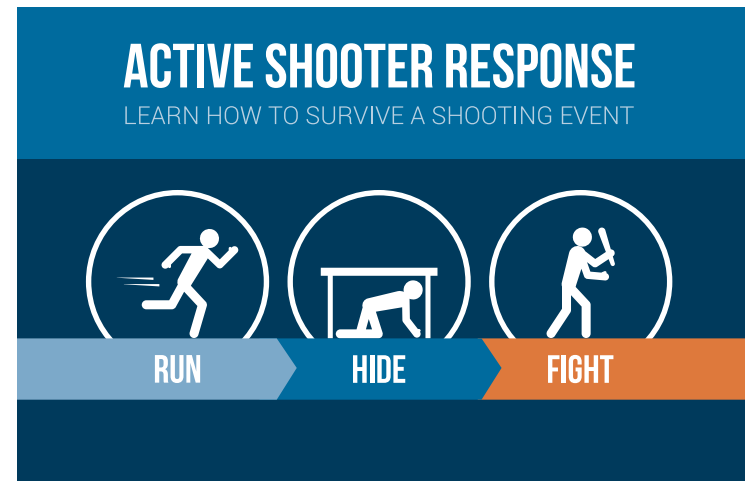 ACTIVE SHOOTER RESPONSE
LEARN HOW TO SURVIVE A SHOOTING EVENT
RUN
HIDE
FIGHT